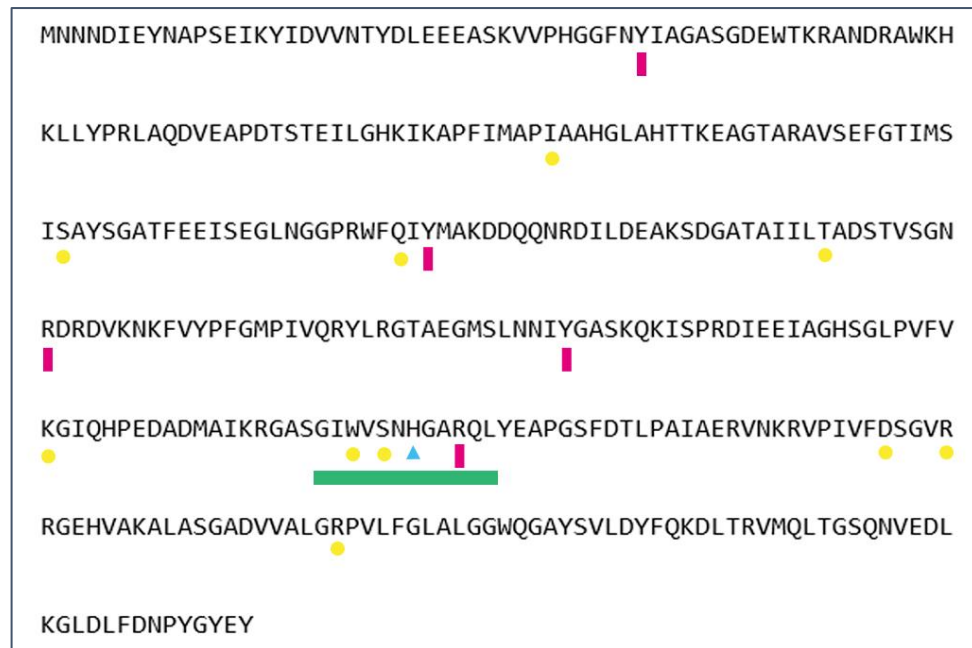 MNNNDIEYNAPSEIKYIDVVNTYDLEEEASKVVPHGGFNYIAGASGDEWTKRANDRAWKH
KLLYPRLAQDVEAPDTSTEILGHKIKAPFIMAPIAAHGLAHTTKEAGTARAVSEFGTIMS
ISAYSGATFEEISEGLNGGPRWFQIYMAKDDQQNRDILDEAKSDGATAIILTADSTVSGN
RDRDVKNKFVYPFGMPIVQRYLRGTAEGMSLNNIYGASKQKISPRDIEEIAGHSGLPVFV
KGIQHPEDADMAIKRGASGIWVSNHGARQLYEAPGSFDTLPAIAERVNKRVPIVFDSGVR
RGEHVAKALASGADVVALGRPVLFGLALGGWQGAYSVLDYFQKDLTRVMQLTGSQNVEDL
KGLDLFDNPYGYEY